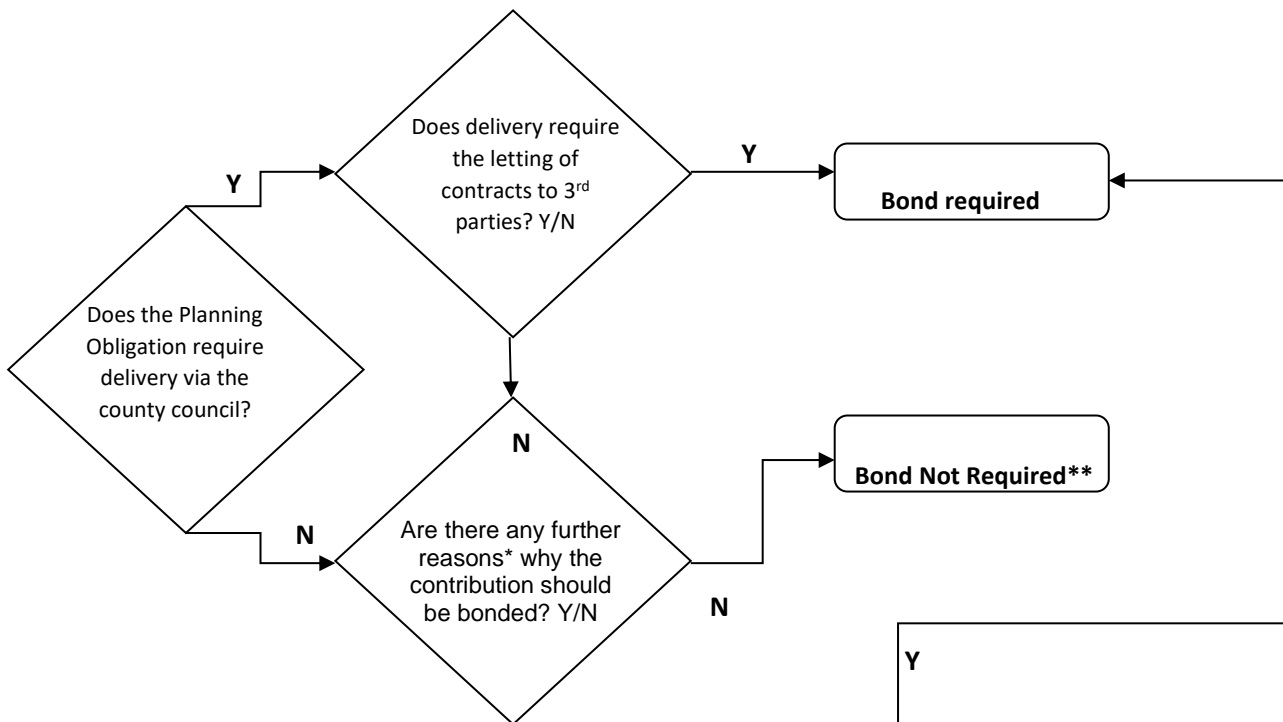 Does delivery require
the letting of
contracts to 3rd
parties? Y/N
Y
Bond required
Y
Does the Planning
Obligation require
delivery via the
county council?
N
Bond Not Required**
N
Are there any further
reasons* why the
contribution should
be bonded? Y/N
N
Y